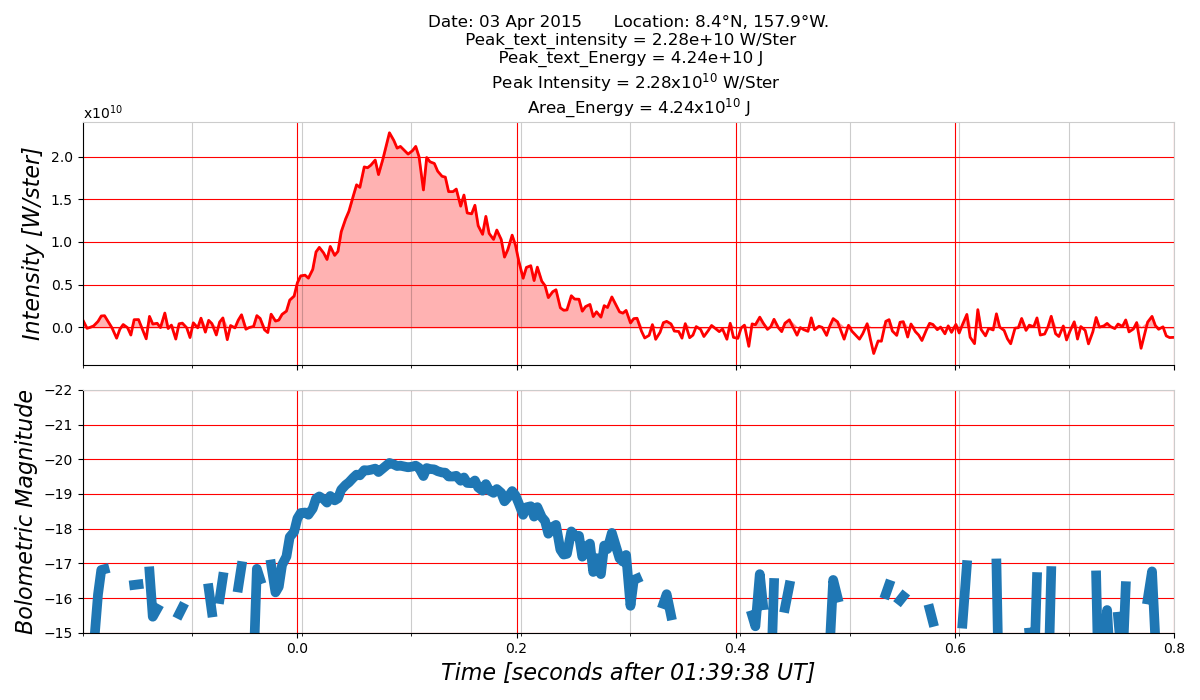 Date: 03 Apr 2015      Location: 8.4°N, 157.9°W.
Peak_text_intensity = 2.28e+10 W/Ster
Peak_text_Energy = 4.24e+10 J
Peak Intensity = 2.28x10¹⁰ W/Ster
Area_Energy = 4.24x10¹⁰ J
x10¹⁰
Intensity [W/ster]
2.0
1.5
1.0
0.5
0.0
Bolometric Magnitude
−22
−21
−20
−19
−18
−17
−16
−15
0.0 0.2 0.4 0.6 0.8
Time [seconds after 01:39:38 UT]